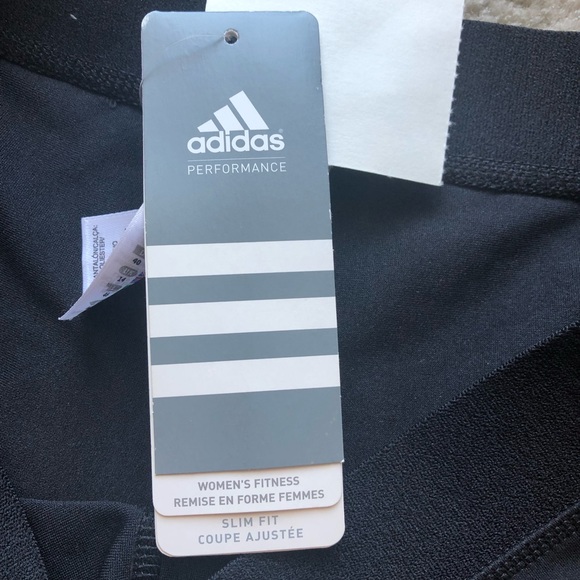 adidas®
PERFORMANCE
WOMEN'S FITNESS
REMISE EN FORME FEMMES
SLIM FIT
COUPE AJUSTÉE